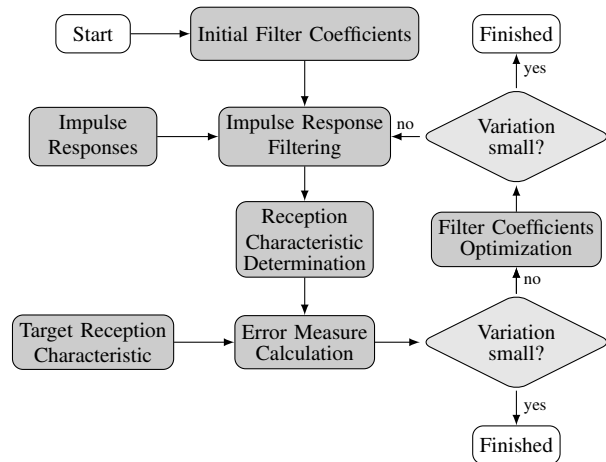 Start
Initial Filter Coefficients
Finished
yes
Impulse
Responses
Impulse Response
Filtering
no
Variation
small?
Reception
Characteristic
Determination
Filter Coefficients
Optimization
no
Target Reception
Characteristic
Error Measure
Calculation
Variation
small?
yes
Finished